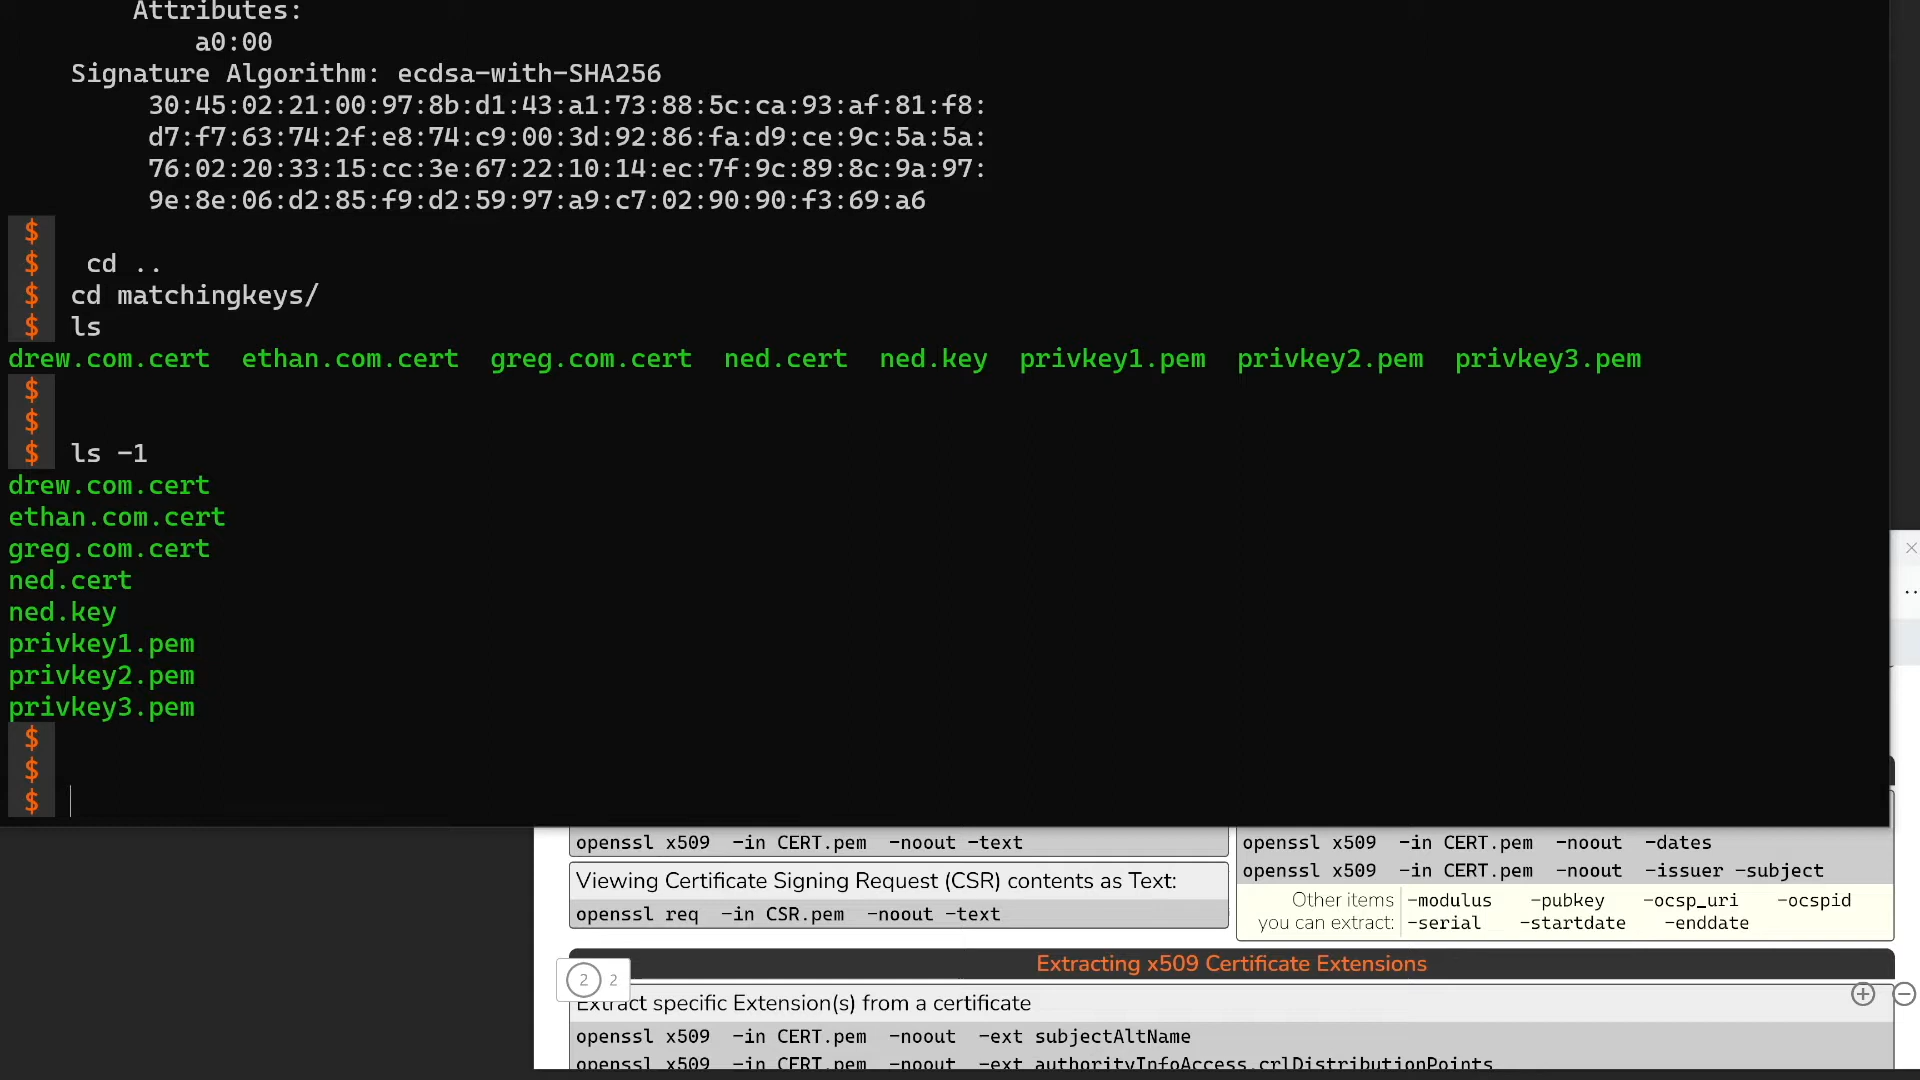 Attributes:
a0:00
Signature Algorithm: ecdsa-with-SHA256
30:45:02:21:00:97:8b:d1:43:a1:73:88:5c:ca:93:af:81:f8:
d7:f7:63:74:2f:e8:74:c9:00:3d:92:86:fa:d9:ce:9c:5a:5a:
76:02:20:33:15:cc:3e:67:22:10:14:ec:7f:9c:89:8c:9a:97:
9e:8e:06:d2:85:f9:d2:59:97:a9:c7:02:90:90:f3:69:a6
$
$ cd ..
$ cd matchingkeys/
$ ls
drew.com.cert ethan.com.cert greg.com.cert ned.cert ned.key privkey1.pem privkey2.pem privkey3.pem
$
$
$ ls -1
drew.com.cert
ethan.com.cert
greg.com.cert
ned.cert
ned.key
privkey1.pem
privkey2.pem
privkey3.pem
$
$
$
openssl x509 -in CERT.pem -noout -text
Viewing Certificate Signing Request (CSR) contents as Text:
openssl req -in CSR.pem -noout -text
openssl x509 -in CERT.pem -noout -dates
openssl x509 -in CERT.pem -noout -issuer -subject
Other items -modulus -pubkey -ocsp_uri -ocspid
you can extract: -serial -startdate -enddate
Extracting x509 Certificate Extensions
2 2
Extract specific Extension(s) from a certificate
openssl x509 -in CERT.pem -noout -ext subjectAltName
openssl x509 -in CERT.pem -noout -ext authorityInfoAccess,crlDistributionPoints